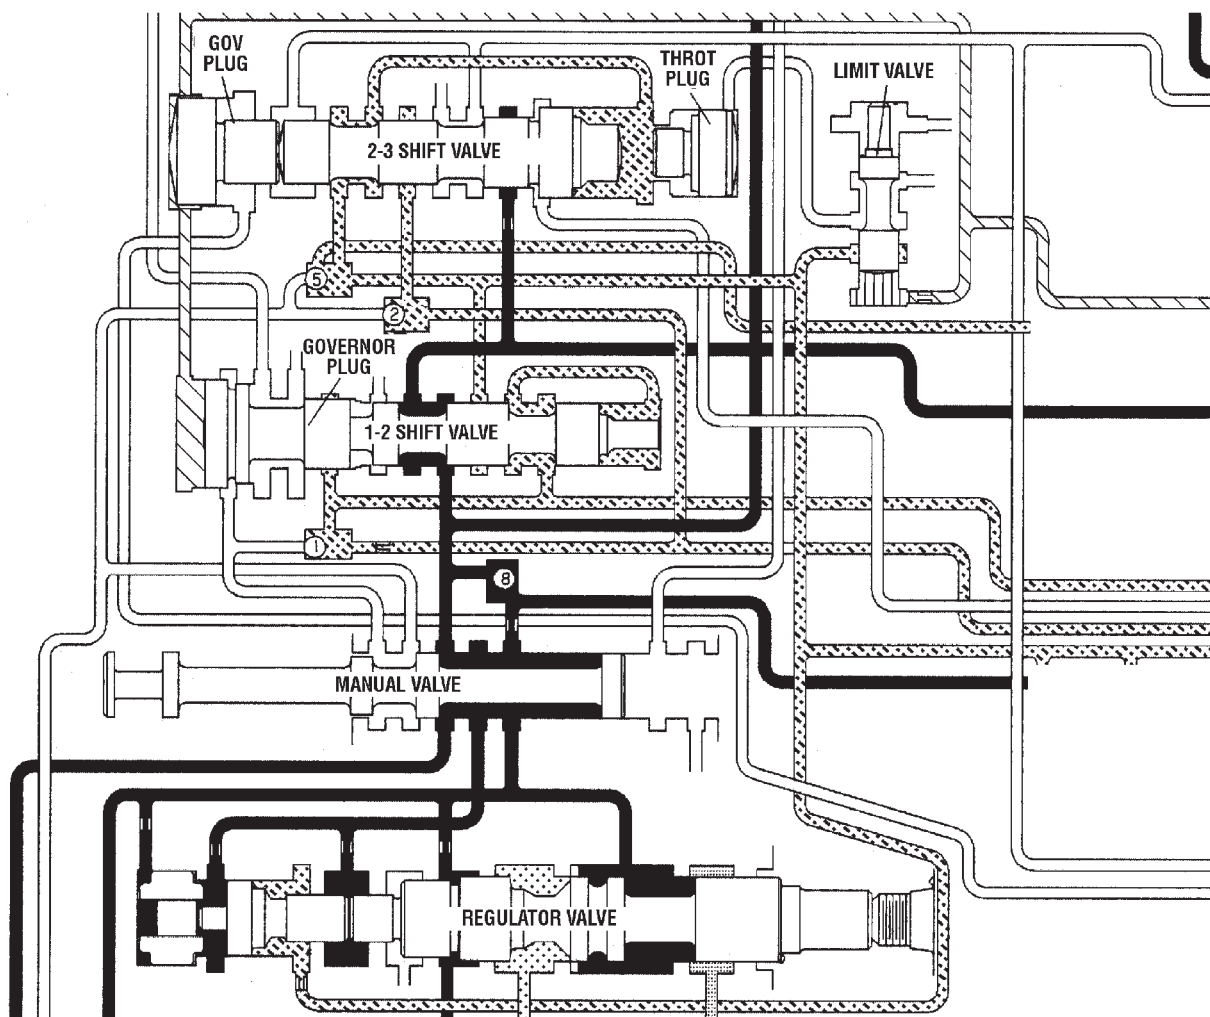 GOV
PLUG
THROT
PLUG
LIMIT VALVE
2-3 SHIFT VALVE
5
2
GOVERNOR
PLUG
1-2 SHIFT VALVE
1
8
MANUAL VALVE
REGULATOR VALVE